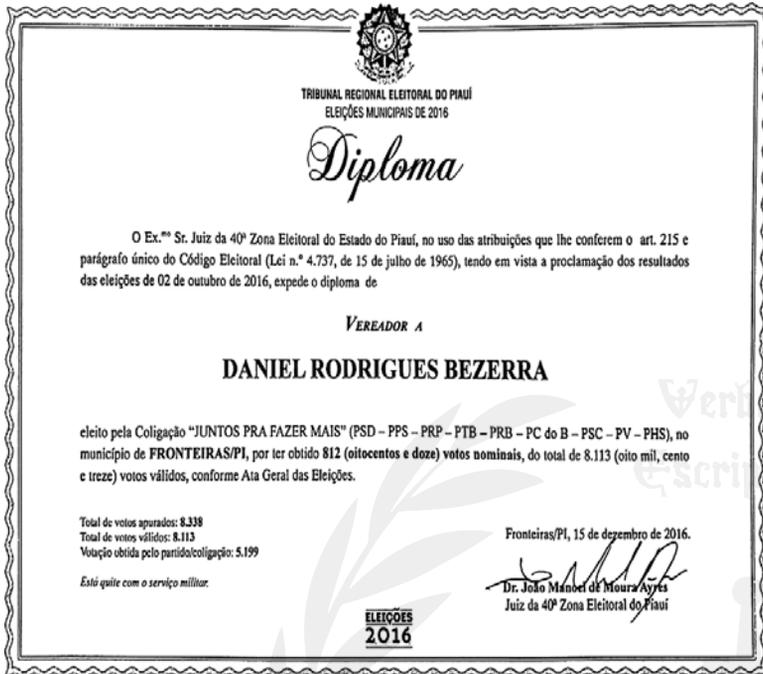 TRIBUNAL REGIONAL ELEITORAL DO PIAUÍ
ELEIÇÕES MUNICIPAIS DE 2016
Diploma
O Ex.mo Sr. Juiz da 40ª Zona Eleitoral do Estado do Piauí, no uso das atribuições que lhe conferem o art. 215 e
parágrafo único do Código Eleitoral (Lei n.º 4.737, de 15 de julho de 1965), tendo em vista a proclamação dos resultados
das eleições de 02 de outubro de 2016, expede o diploma de
VEREADOR A
DANIEL RODRIGUES BEZERRA
eleito pela Coligação “JUNTOS PRA FAZER MAIS” (PSD – PPS – PRP – PTB – PRB – PC do B – PSC – PV – PHS), no
município de FRONTEIRAS/PI, por ter obtido 812 (oitocentos e doze) votos nominais, do total de 8.113 (oito mil, cento
e treze) votos válidos, conforme Ata Geral das Eleições.
Total de votos apurados: 8.338
Total de votos válidos: 8.113
Votação obtida pelo partido/coligação: 5.199
Está quite com o serviço militar.
Fronteiras/PI, 15 de dezembro de 2016.
Dr. João Manoel de Moura Ayres
Juiz da 40ª Zona Eleitoral do Piauí
ELEIÇÕES
2016
Verb
Escrip